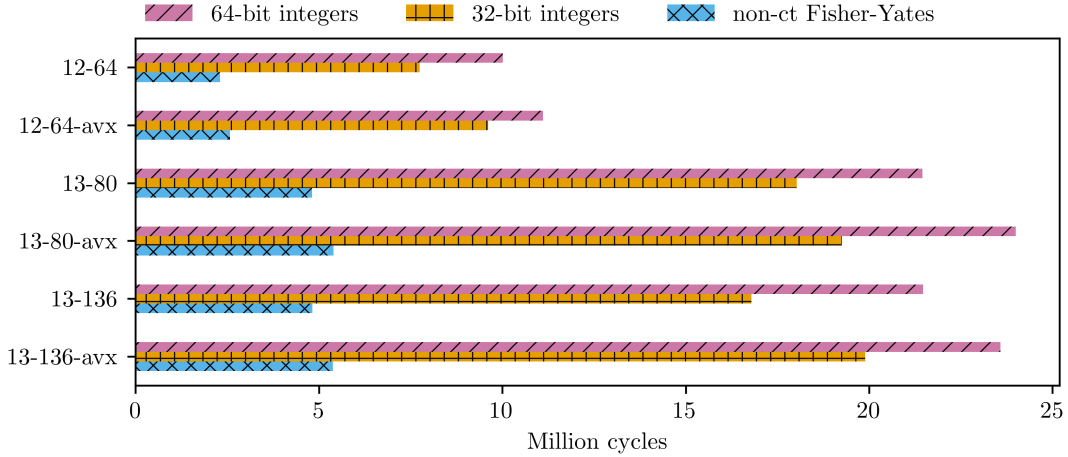 64-bit integers 32-bit integers non-ct Fisher-Yates
12-64
12-64-avx
13-80
13-80-avx
13-136
13-136-avx
0 5 10 15 20 25
Million cycles